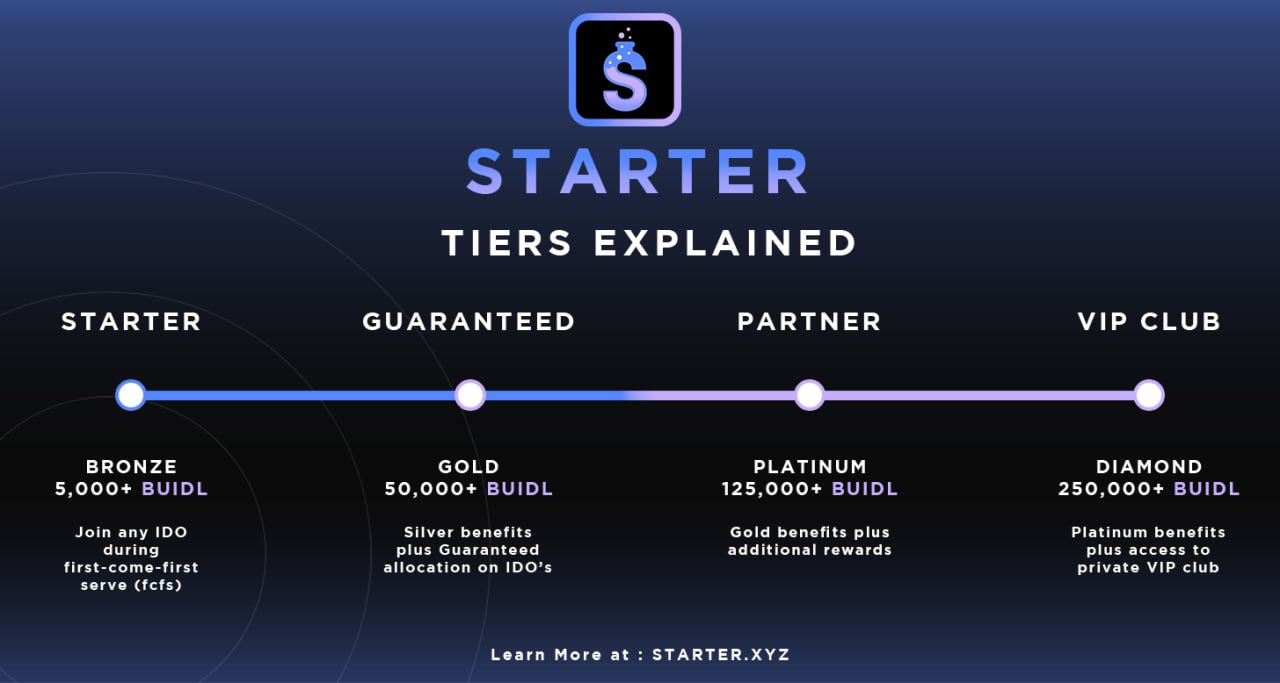 S
STARTER
TIERS EXPLAINED
STARTER
BRONZE
5,000+ BUIDL
Join any IDO
during
first-come-first
serve (fcfs)
GUARANTEED
GOLD
50,000+ BUIDL
Silver benefits
plus Guaranteed
allocation on IDO’s
PARTNER
PLATINUM
125,000+ BUIDL
Gold benefits plus
additional rewards
VIP CLUB
DIAMOND
250,000+ BUIDL
Platinum benefits
plus access to
private VIP club
Learn More at : STARTER.XYZ